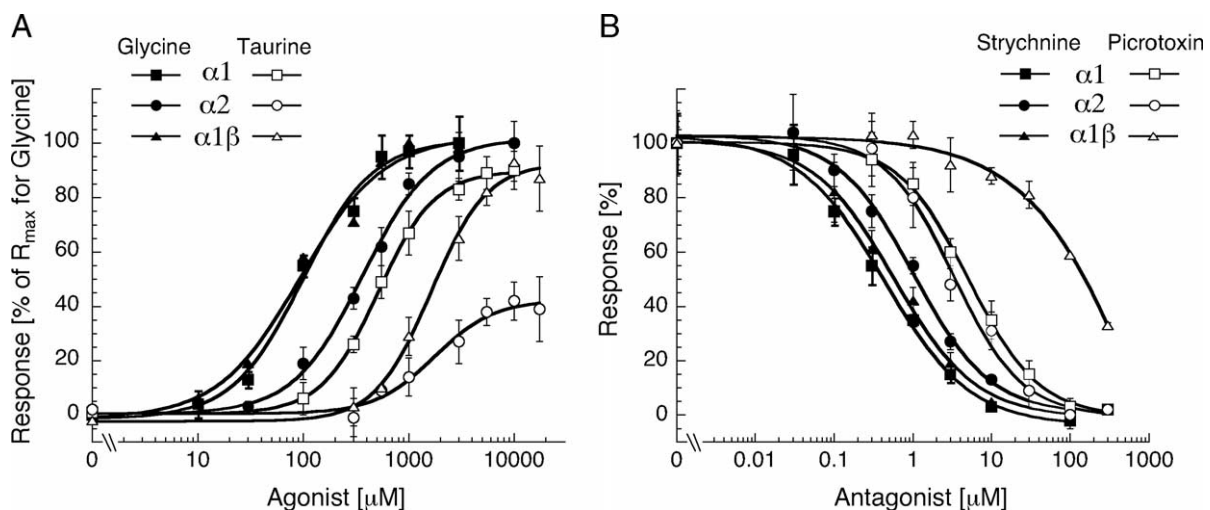 A
Glycine Taurine
α1
α2
α1β
Response [% of Rmax for Glycine]
100
80
60
40
20
0
0 10 100 1000 10000
Agonist [μM]
B
Strychnine Picrotoxin
α1
α2
α1β
Response [%]
100
80
60
40
20
0
0 0.01 0.1 1 10 100 1000
Antagonist [μM]